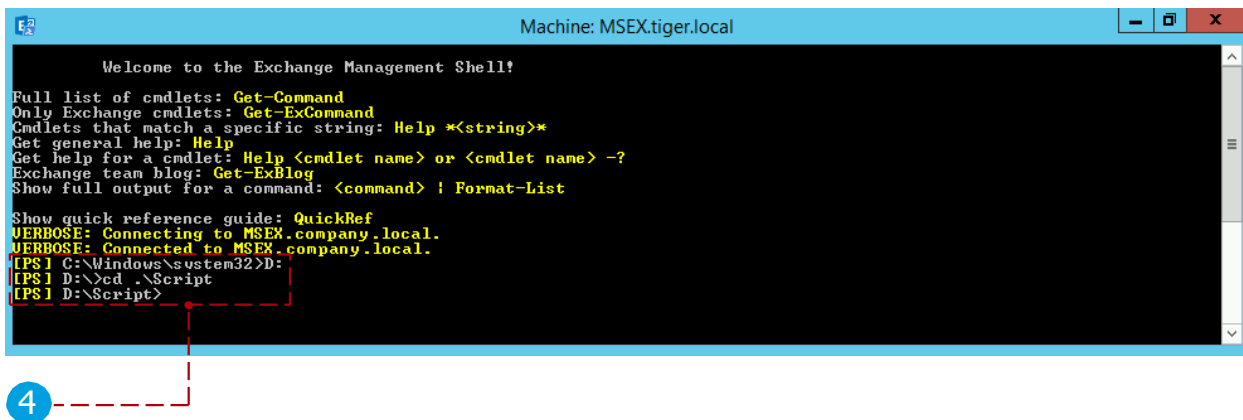 Machine: MSEX.tiger.local
Welcome to the Exchange Management Shell!
Full list of cmdlets: Get-Command
Only Exchange cmdlets: Get-ExCommand
Cmdlets that match a specific string: Help *<string>*
Get general help: Help
Get help for a cmdlet: Help <cmdlet name> or <cmdlet name> -?
Exchange team blog: Get-ExBlog
Show full output for a command: <command> | Format-List
Show quick reference guide: QuickRef
VERBOSE: Connecting to MSEX.company.local.
VERBOSE: Connected to MSEX.company.local.
[PS] C:\Windows\system32>D:
[PS] D:\>cd .\Script
[PS] D:\Script>
4